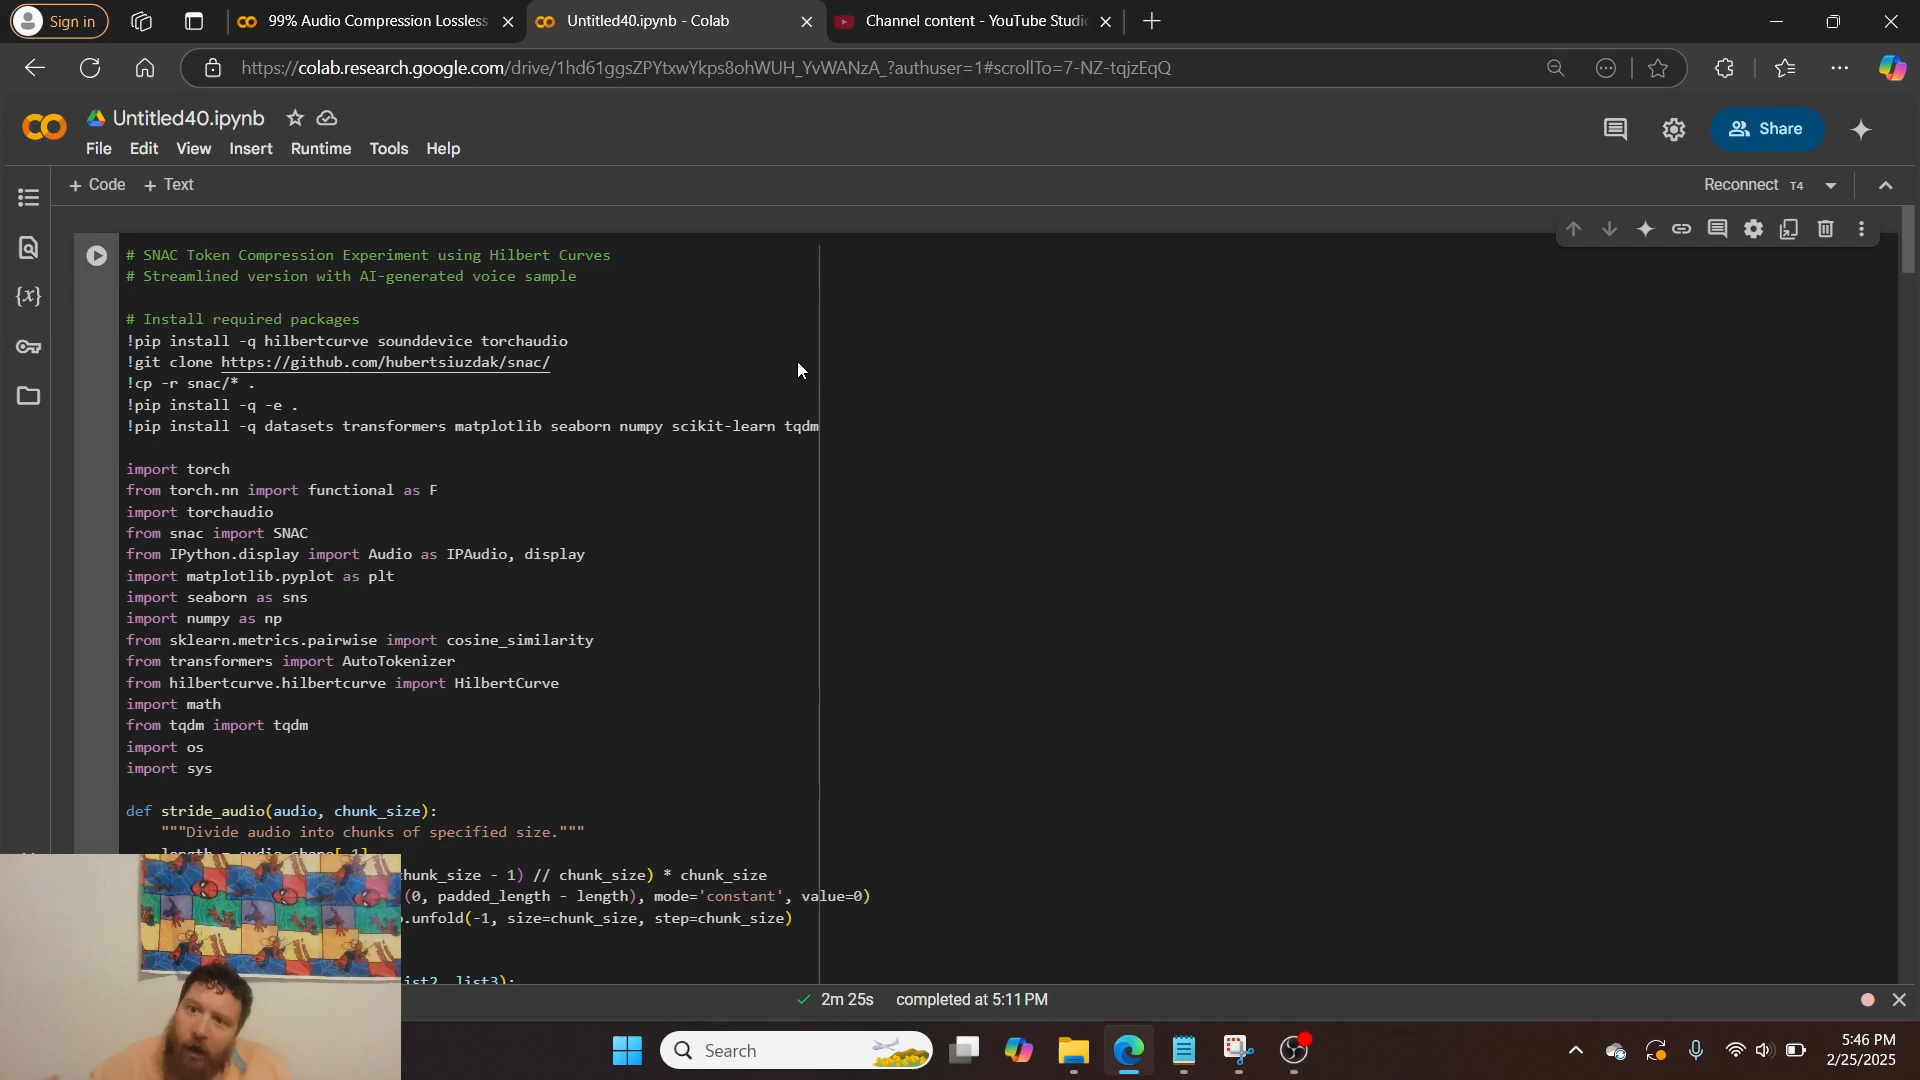 Sign in
99% Audio Compression Lossless
Untitled40.ipynb - Colab
Channel content - YouTube Studi
https://colab.research.google.com/drive/1hd61ggsZPYtxwYkps8ohWUH_YvWANzA_?authuser=1#scrollTo=7-NZ-tqjzEqQ
Untitled40.ipynb
Share
File Edit View Insert Runtime Tools Help
+ Code + Text
Reconnect T4
# SNAC Token Compression Experiment using Hilbert Curves
# Streamlined version with AI-generated voice sample
# Install required packages
!pip install -q hilbertcurve sounddevice torchaudio
!git clone https://github.com/hubertsiuzdak/snac/
!cp -r snac/* .
!pip install -q -e .
!pip install -q datasets transformers matplotlib seaborn numpy scikit-learn tqdm
import torch
from torch.nn import functional as F
import torchaudio
from snac import SNAC
from IPython.display import Audio as IPAudio, display
import matplotlib.pyplot as plt
import seaborn as sns
import numpy as np
from sklearn.metrics.pairwise import cosine_similarity
from transformers import AutoTokenizer
from hilbertcurve.hilbertcurve import HilbertCurve
import math
from tqdm import tqdm
import os
import sys
def stride_audio(audio, chunk_size):
"""Divide audio into chunks of specified size."""
length = audio.shape[-1]
hunk_size - 1) // chunk_size) * chunk_size
(0, padded_length - length), mode='constant', value=0)
.unfold(-1, size=chunk_size, step=chunk_size)
ist2, list3):
2m 25s completed at 5:11 PM
Search
5:46 PM
2/25/2025